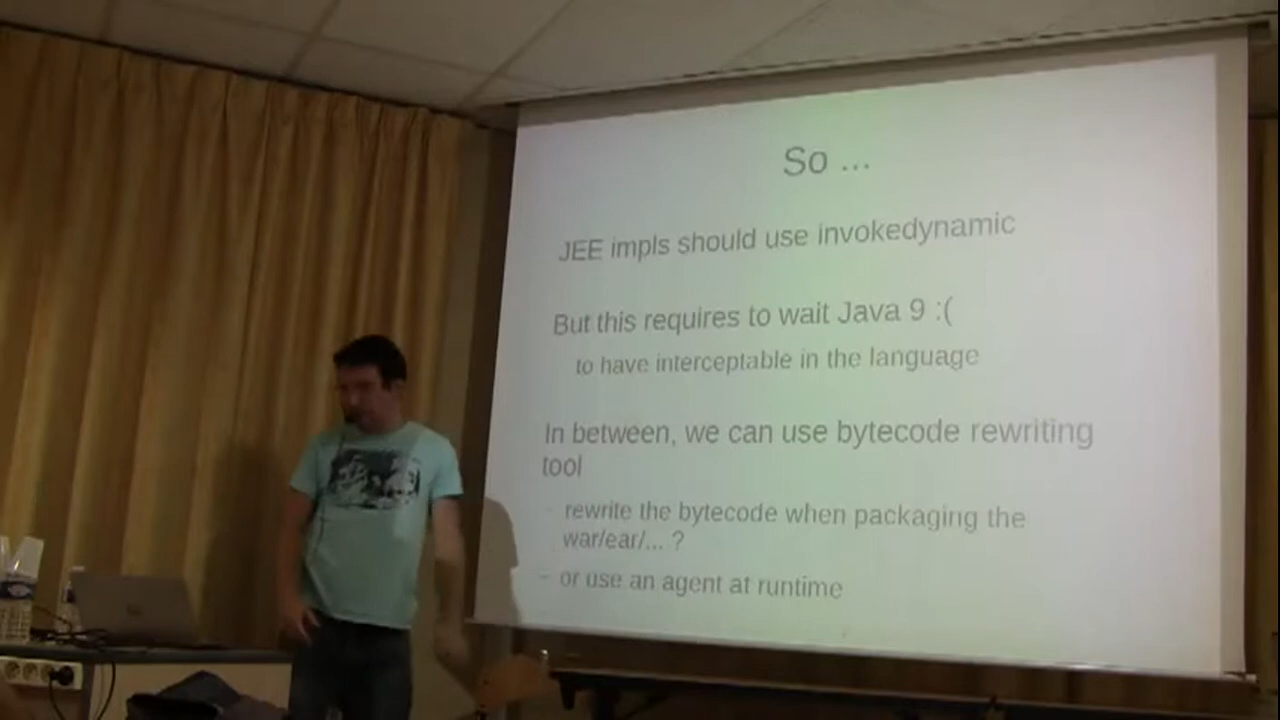 So ...
JEE impls should use invokedynamic
But this requires to wait Java 9 :(
to have interceptable in the language
In between, we can use bytecode rewriting
tool
– rewrite the bytecode when packaging the
war/ear/... ?
– or use an agent at runtime